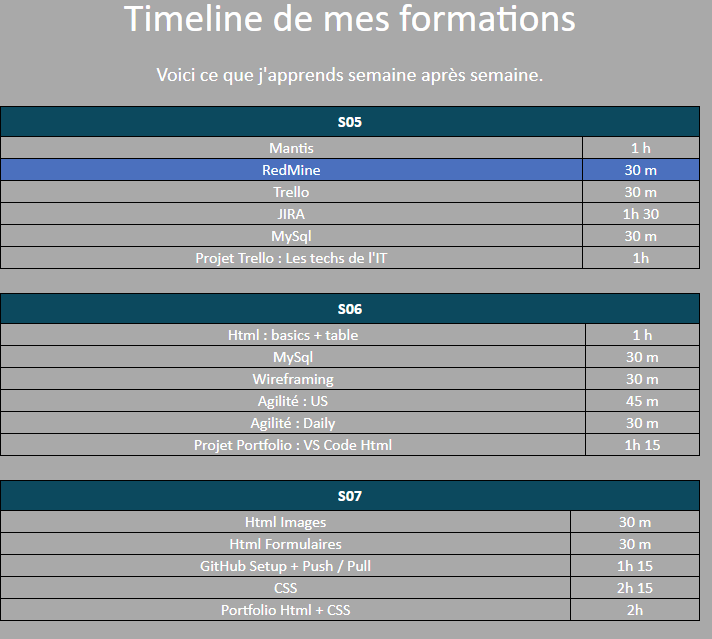 Timeline de mes formations
Voici ce que j'apprends semaine après semaine.
S05
Mantis 1 h
RedMine 30 m
Trello 30 m
JIRA 1h 30
MySql 30 m
Projet Trello : Les techs de l'IT 1h
S06
Html : basics + table 1 h
MySql 30 m
Wireframing 30 m
Agilité : US 45 m
Agilité : Daily 30 m
Projet Portfolio : VS Code Html 1h 15
S07
Html Images 30 m
Html Formulaires 30 m
GitHub Setup + Push / Pull 1h 15
CSS 2h 15
Portfolio Html + CSS 2h